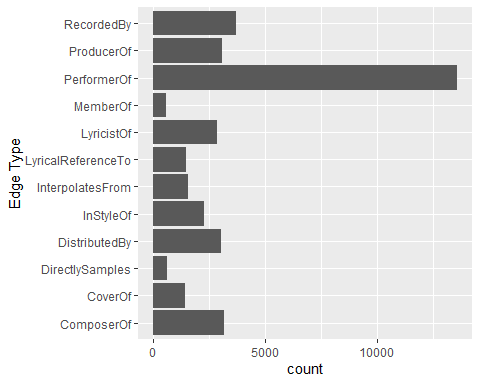 RecordedBy
ProducerOf
PerformerOf
MemberOf
LyricistOf
LyricalReferenceTo
InterpolatesFrom
InStyleOf
DistributedBy
DirectlySamples
CoverOf
ComposerOf
Edge Type
0 5000 10000
count